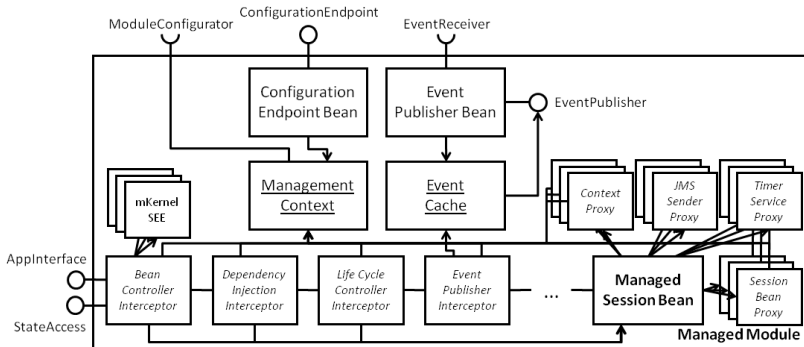 ModuleConfigurator
ConfigurationEndpoint
EventReceiver
Configuration
Endpoint Bean
Event
Publisher Bean
EventPublisher
Management
Context
Event
Cache
mKernel
SEE
Context
Proxy
JMS
Sender
Proxy
Timer
Service
Proxy
AppInterface
StateAccess
Bean
Controller
Interceptor
Dependency
Injection
Interceptor
Life Cycle
Controller
Interceptor
Event
Publisher
Interceptor
...
Managed
Session Bean
Session
Bean
Proxy
Managed Module